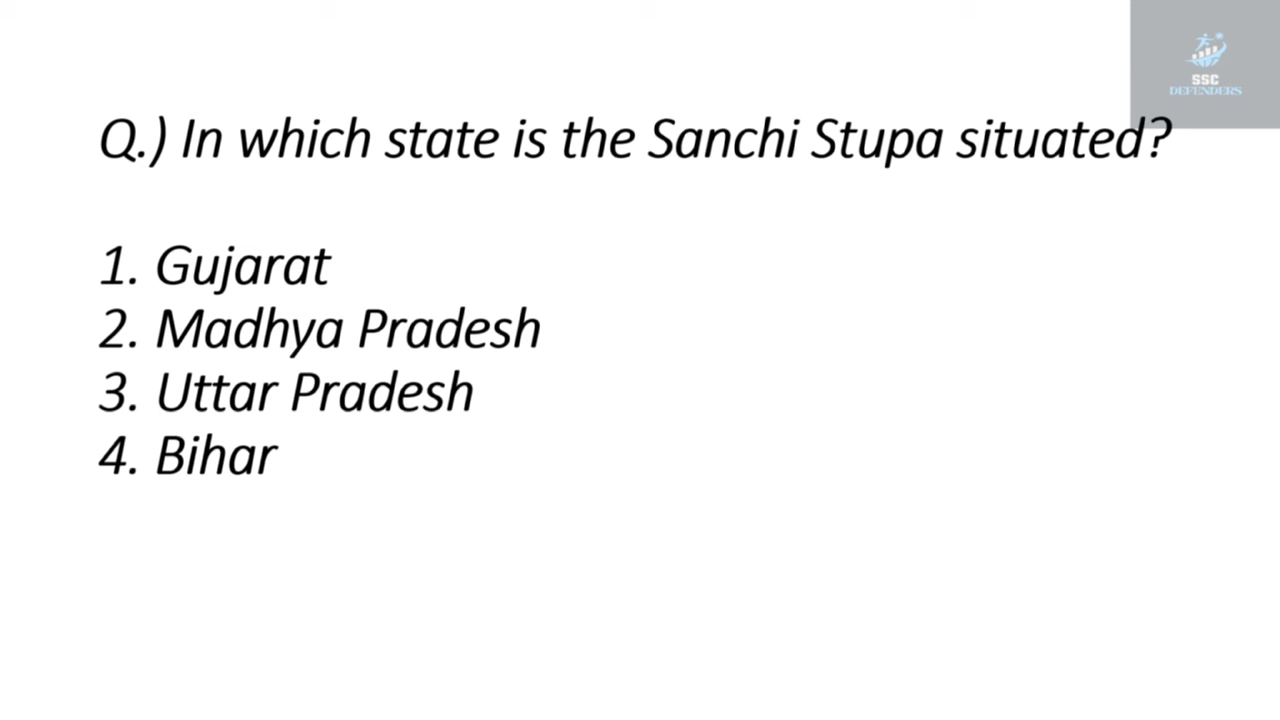 SSC
DEFENDERS
Q.) In which state is the Sanchi Stupa situated?
1. Gujarat
2. Madhya Pradesh
3. Uttar Pradesh
4. Bihar